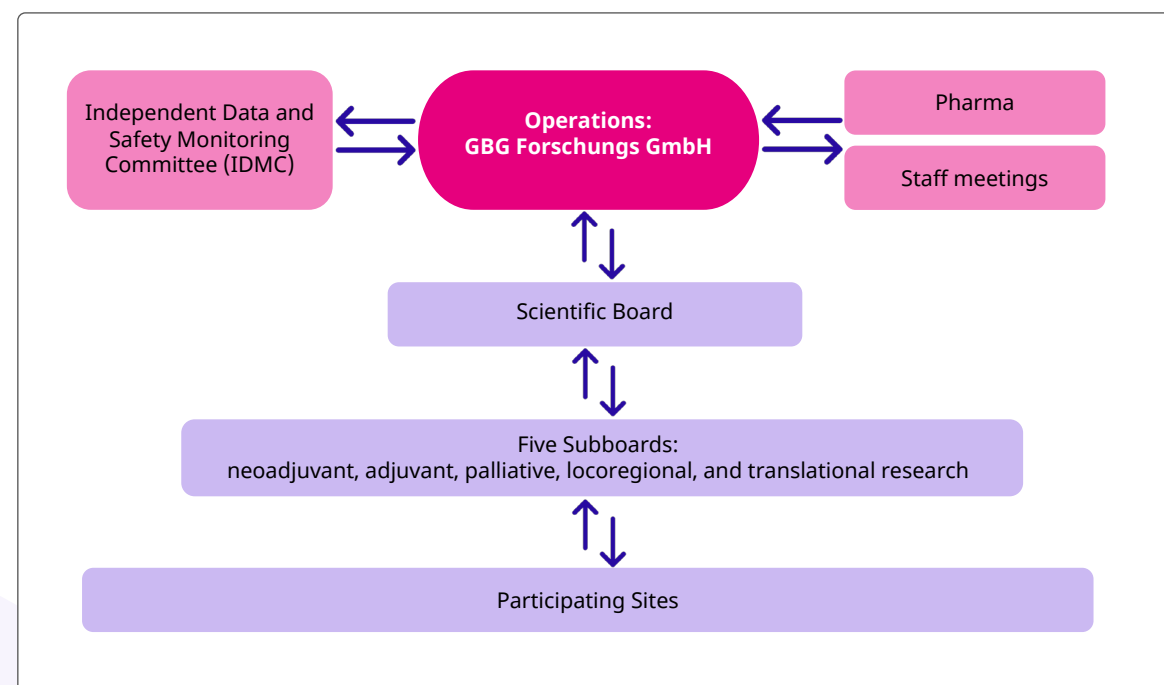 Independent Data and
Safety Monitoring
Committee (IDMC)
Operations:
GBG Forschungs GmbH
Pharma
Staff meetings
Scientific Board
Five Subboards:
neoadjuvant, adjuvant, palliative, locoregional, and translational research
Participating Sites